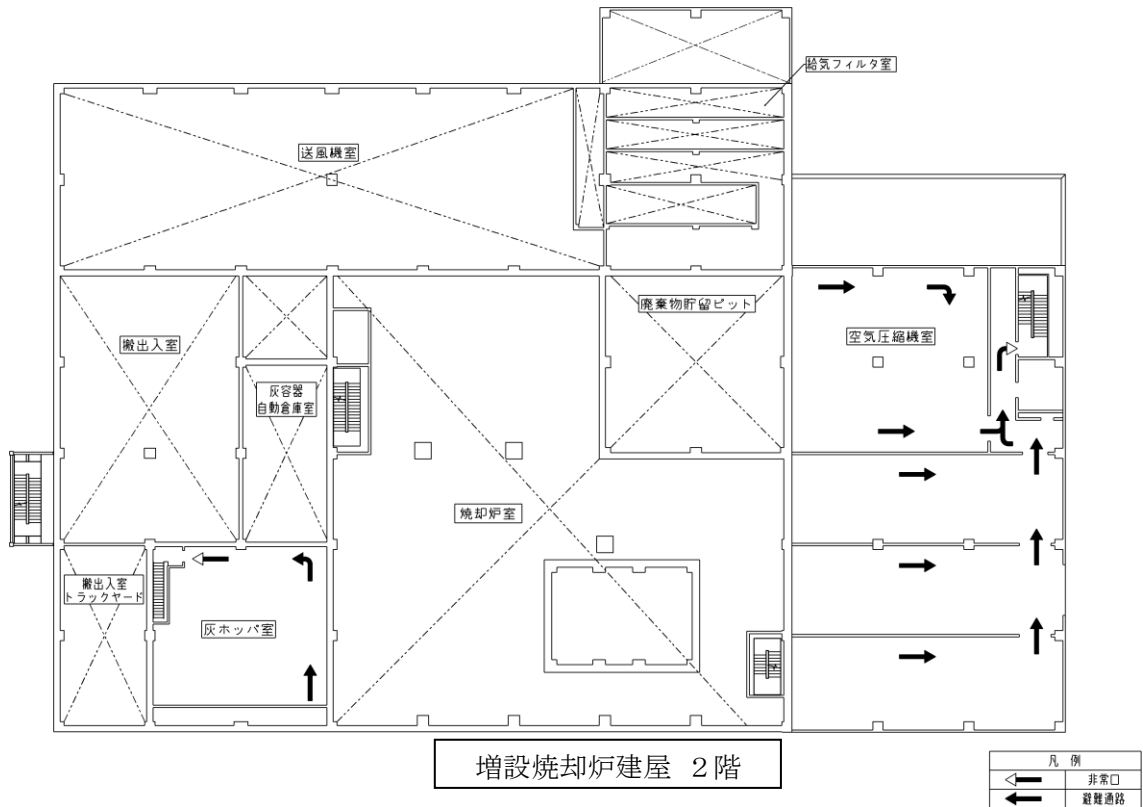 給気フィルタ室
送風機室
廃棄物貯留ピット
搬出入室
空気圧縮機室
灰容器
自動倉庫室
焼却炉室
搬出入室
トラックヤード
灰ホッパ室
増設焼却炉建屋 2階
凡 例
非常口
避難通路